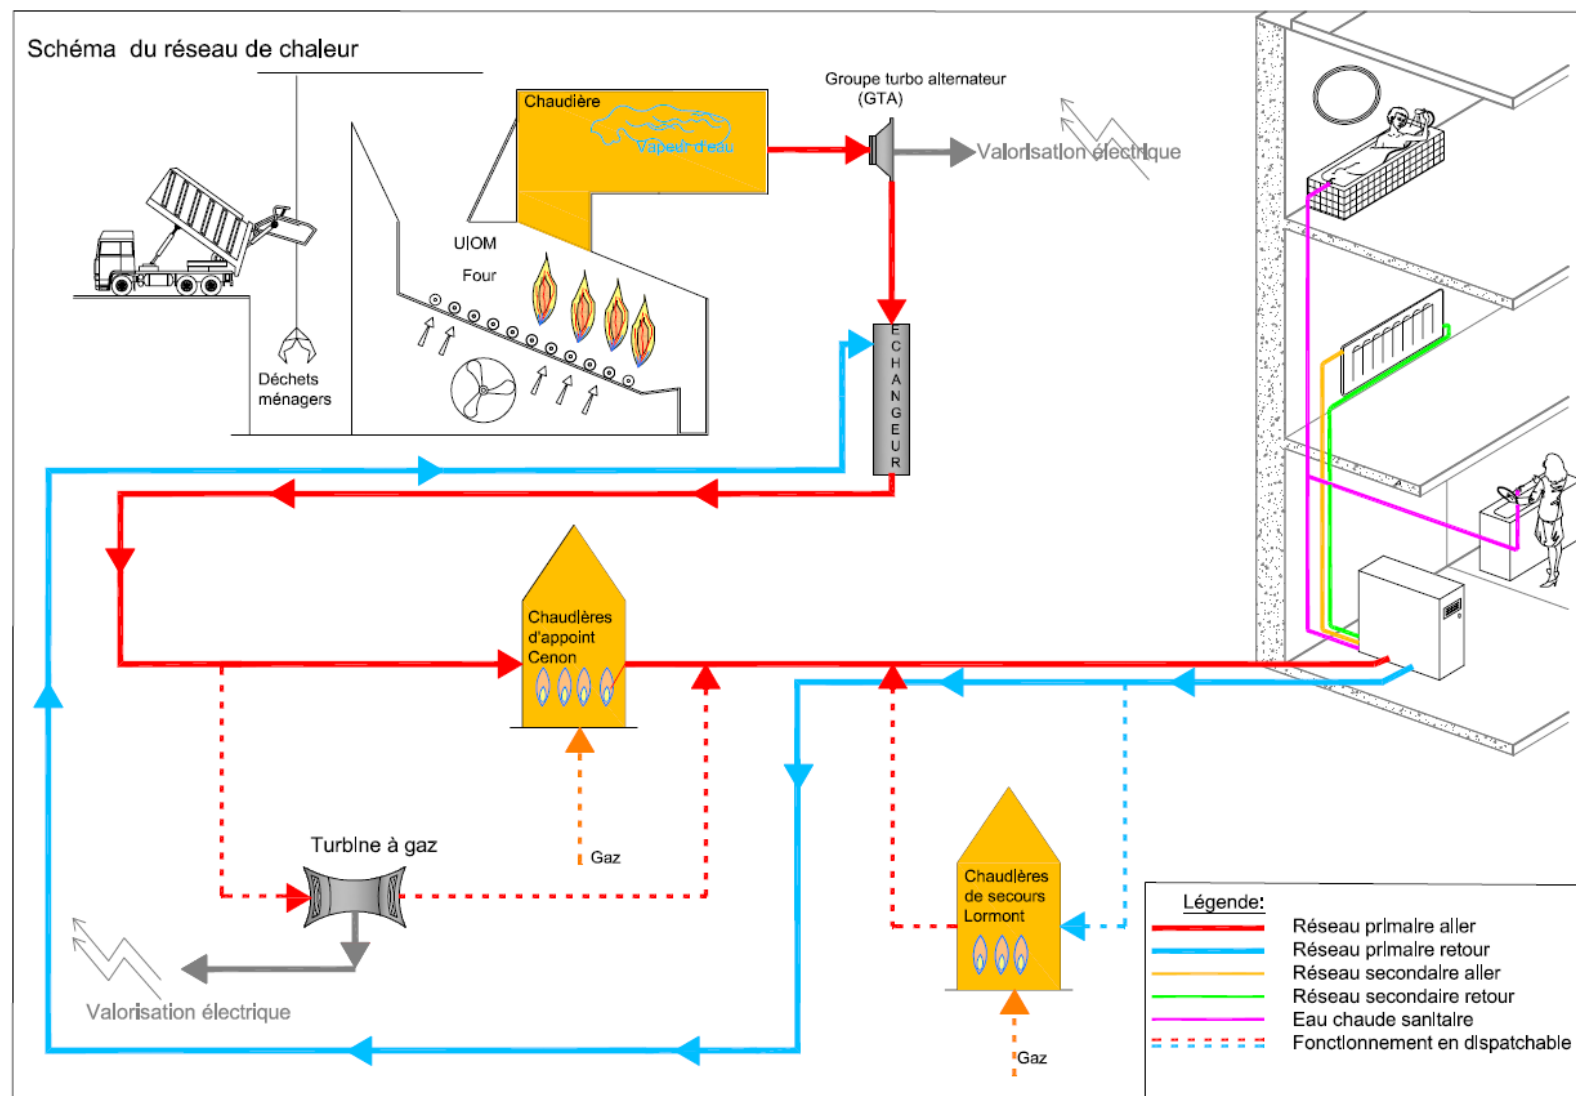 Schéma du réseau de chaleur
Chaudière
Vapeur d'eau
Groupe turbo alternateur
(GTA)
Valorisation électrique
UIOM
Four
Déchets
ménagers
ECHANGEUR
Chaudières
d'appoint
Cenon
Gaz
Turbine à gaz
Valorisation électrique
Chaudières
de secours
Lormont
Gaz
Légende:
Réseau primaire aller
Réseau primaire retour
Réseau secondaire aller
Réseau secondaire retour
Eau chaude sanitaire
Fonctionnement en dispatchable